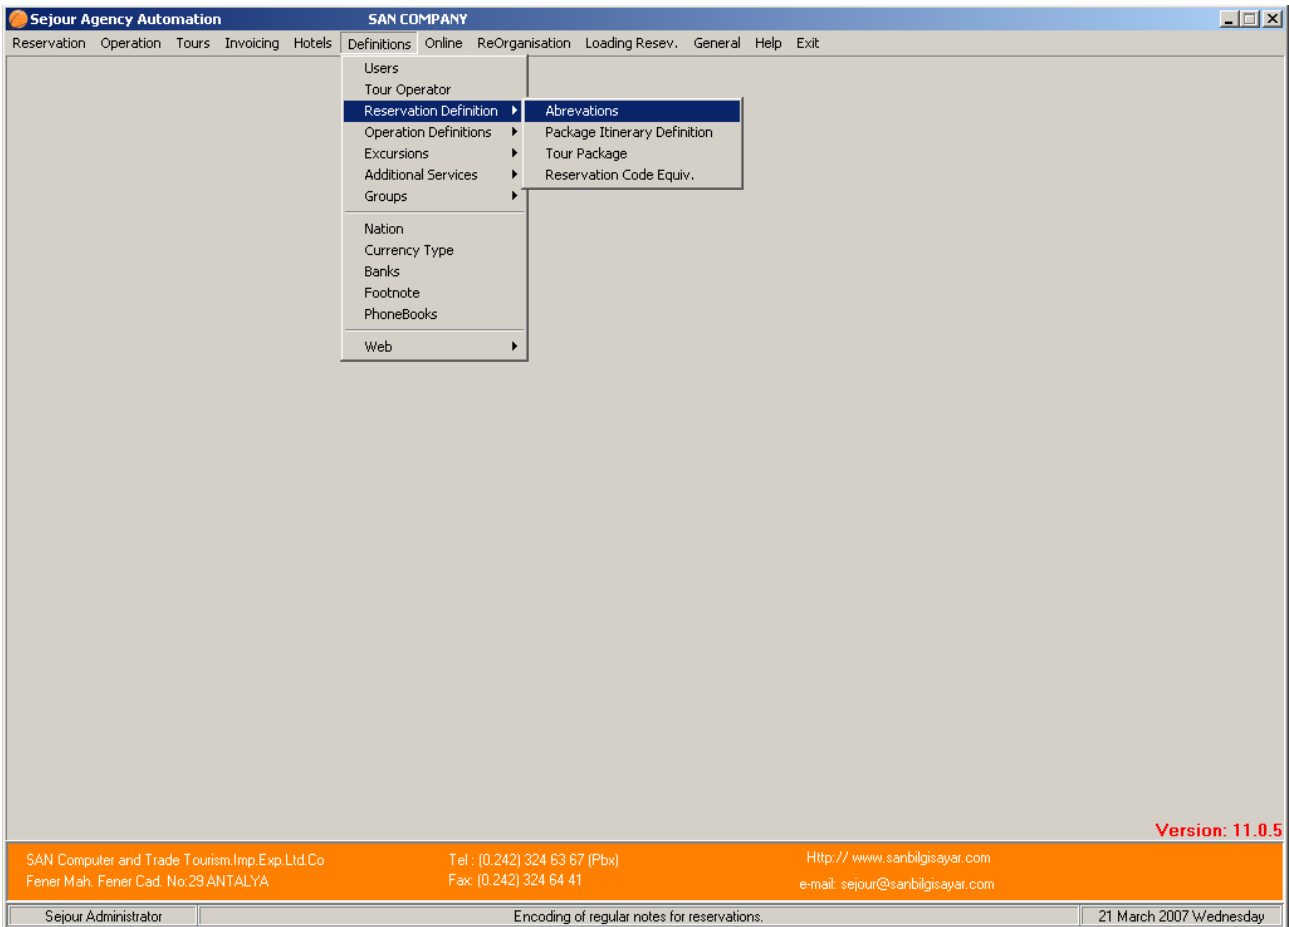 Sejour Agency Automation SAN COMPANY
Reservation Operation Tours Invoicing Hotels Definitions Online ReOrganisation Loading Resev. General Help Exit
Users
Tour Operator
Reservation Definition
Operation Definitions
Excursions
Additional Services
Groups
Nation
Currency Type
Banks
Footnote
PhoneBooks
Web
Abrevations
Package Itinerary Definition
Tour Package
Reservation Code Equiv.
Version: 11.0.5
SAN Computer and Trade Tourism.Imp.Exp.Ltd.Co Tel : (0.242) 324 63 67 (Pbx) Http:// www.sanbilgisayar.com
Fener Mah. Fener Cad. No:29 ANTALYA Fax: (0.242) 324 64 41 e-mail: sejour@sanbilgisayar.com
Sejour Administrator Encoding of regular notes for reservations. 21 March 2007 Wednesday